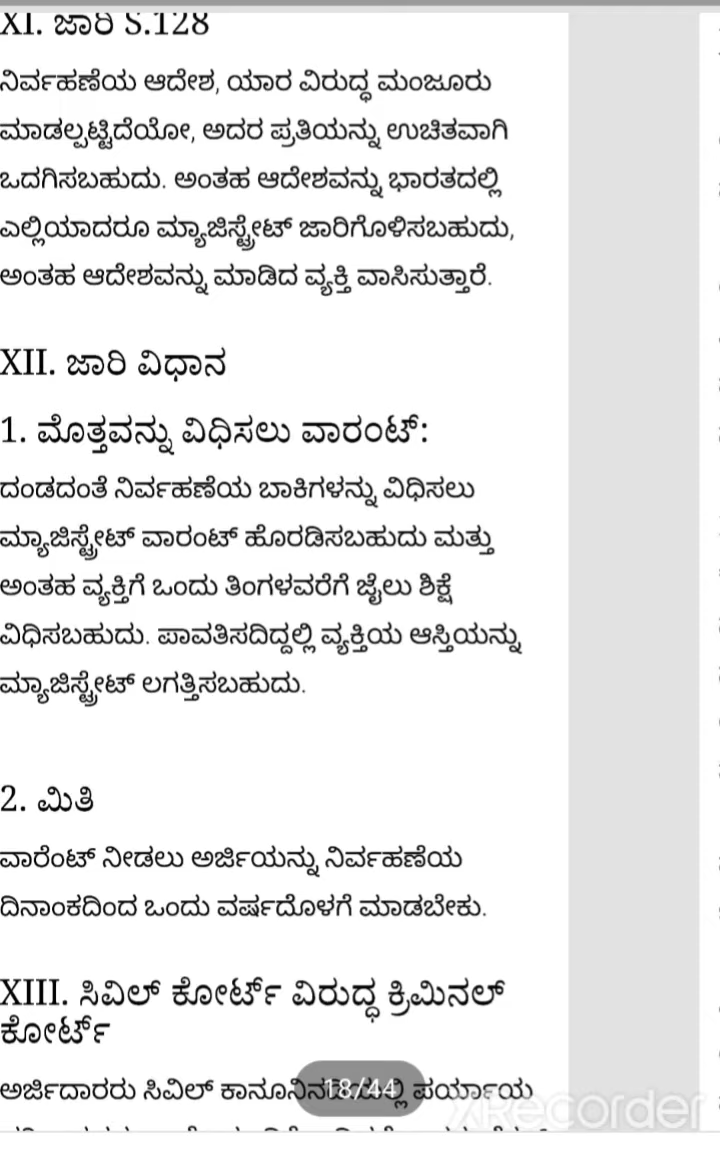 XI. ಜಾರಿ S.128
ನಿರ್ವಹಣೆಯ ಆದೇಶ, ಯಾರ ವಿರುದ್ಧ ಮಂಜೂರು
ಮಾಡಲ್ಪಟ್ಟಿದೆಯೋ, ಅದರ ಪ್ರತಿಯನ್ನು ಉಚಿತವಾಗಿ
ಒದಗಿಸಬಹುದು. ಅಂತಹ ಆದೇಶವನ್ನು ಭಾರತದಲ್ಲಿ
ಎಲ್ಲಿಯಾದರೂ ಮ್ಯಾಜಿಸ್ಟ್ರೇಟ್ ಜಾರಿಗೊಳಿಸಬಹುದು,
ಅಂತಹ ಆದೇಶವನ್ನು ಮಾಡಿದ ವ್ಯಕ್ತಿ ವಾಸಿಸುತ್ತಾರೆ.
XII. ಜಾರಿ ವಿಧಾನ
1. ಮೊತ್ತವನ್ನು ವಿಧಿಸಲು ವಾರಂಟ್:
ದಂಡದಂತೆ ನಿರ್ವಹಣೆಯ ಬಾಕಿಗಳನ್ನು ವಿಧಿಸಲು
ಮ್ಯಾಜಿಸ್ಟ್ರೇಟ್ ವಾರಂಟ್ ಹೊರಡಿಸಬಹುದು ಮತ್ತು
ಅಂತಹ ವ್ಯಕ್ತಿಗೆ ಒಂದು ತಿಂಗಳವರೆಗೆ ಜೈಲು ಶಿಕ್ಷೆ
ವಿಧಿಸಬಹುದು. ಪಾವತಿಸದಿದ್ದಲ್ಲಿ ವ್ಯಕ್ತಿಯ ಆಸ್ತಿಯನ್ನು
ಮ್ಯಾಜಿಸ್ಟ್ರೇಟ್ ಲಗತ್ತಿಸಬಹುದು.
2. ಮಿತಿ
ವಾರೆಂಟ್ ನೀಡಲು ಅರ್ಜಿಯನ್ನು ನಿರ್ವಹಣೆಯ
ದಿನಾಂಕದಿಂದ ಒಂದು ವರ್ಷದೊಳಗೆ ಮಾಡಬೇಕು.
XIII. ಸಿವಿಲ್ ಕೋರ್ಟ್ ವಿರುದ್ಧ ಕ್ರಿಮಿನಲ್
ಕೋರ್ಟ್
ಅರ್ಜಿದಾರರು ಸಿವಿಲ್ ಪರ್ಯಾಯ
18/44
XRecorder